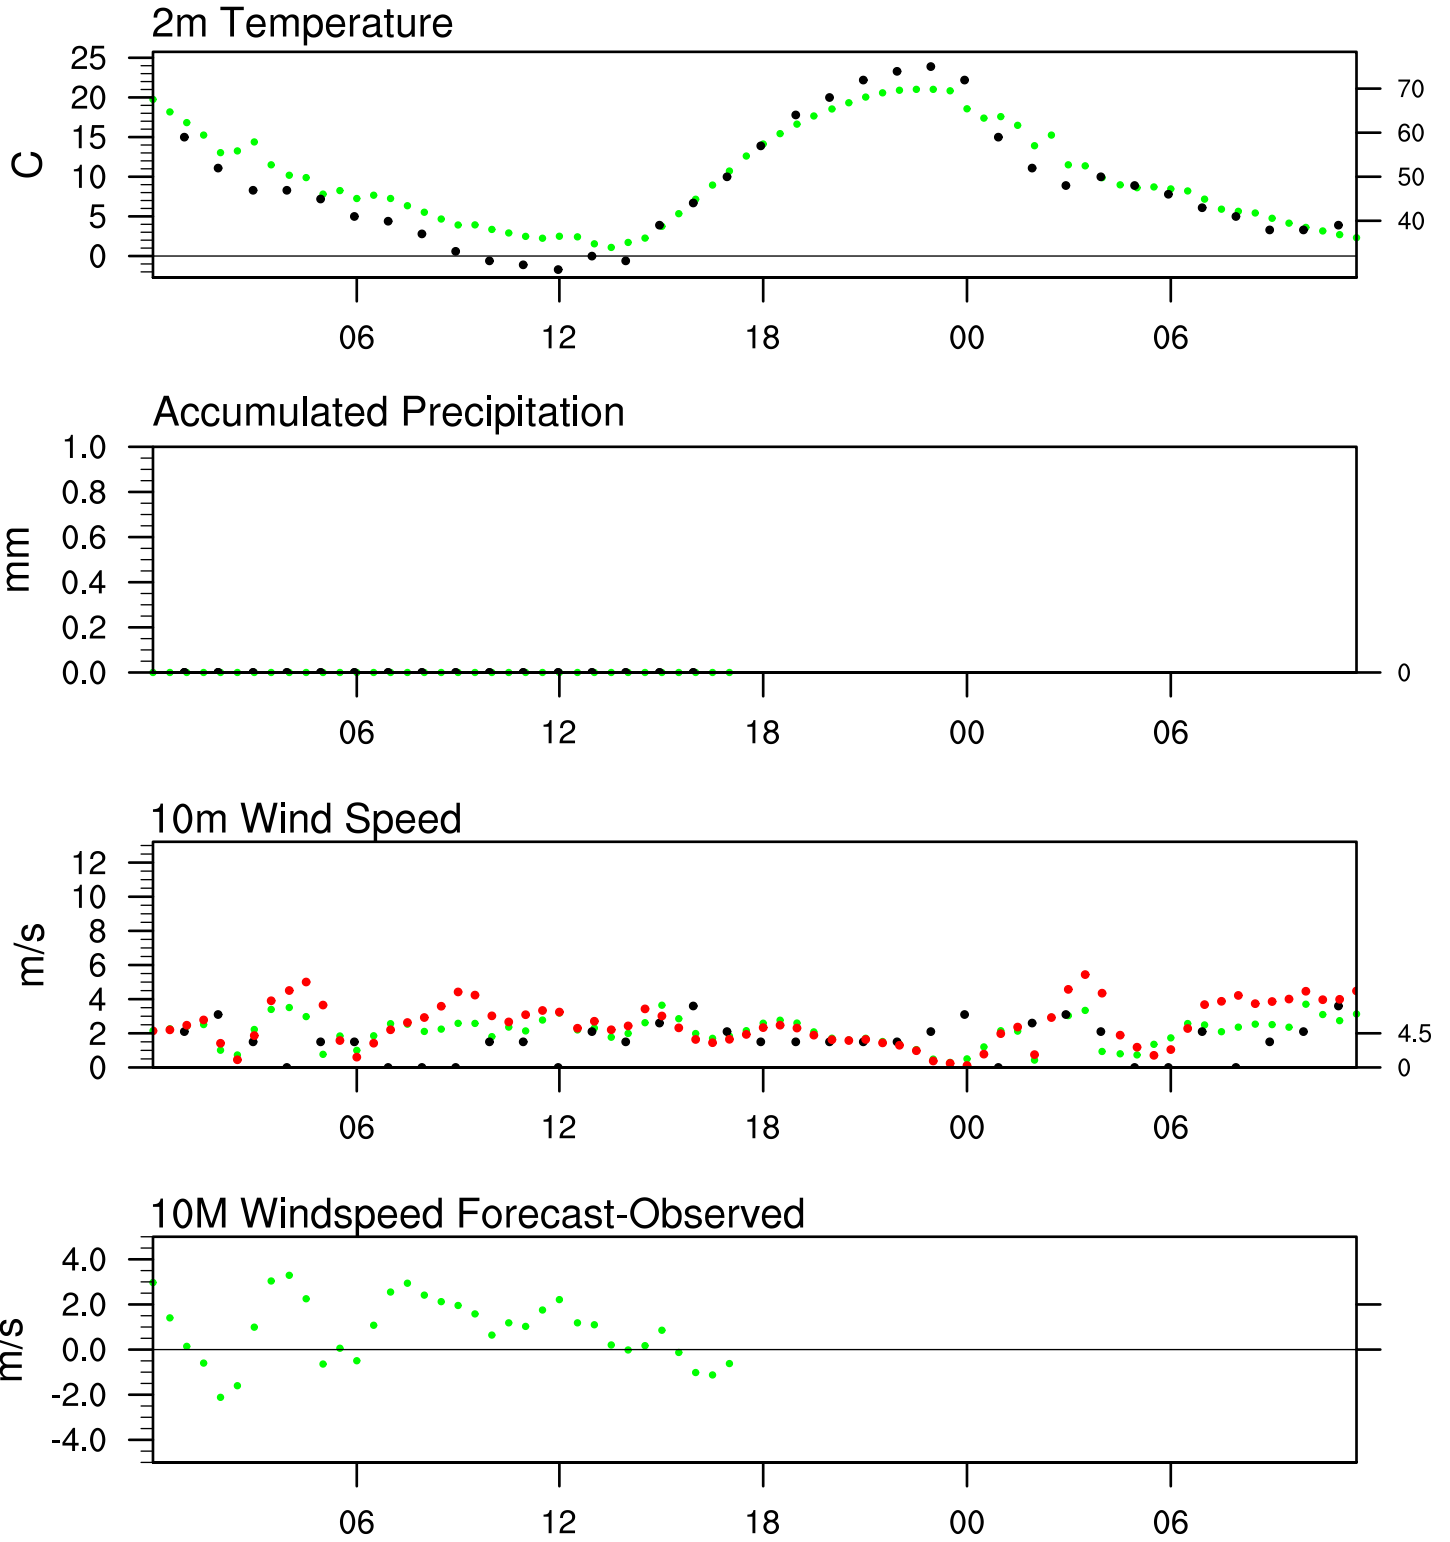 2m Temperature
25
20
15
10
5
0
C
70
60
50
40
06 12 18 00 06
Accumulated Precipitation
1.0
0.8
0.6
0.4
0.2
0.0
mm
0
06 12 18 00 06
10m Wind Speed
12
10
8
6
4
2
0
m/s
4.5
0
06 12 18 00 06
10M Windspeed Forecast-Observed
4.0
2.0
0.0
-2.0
-4.0
m/s
06 12 18 00 06